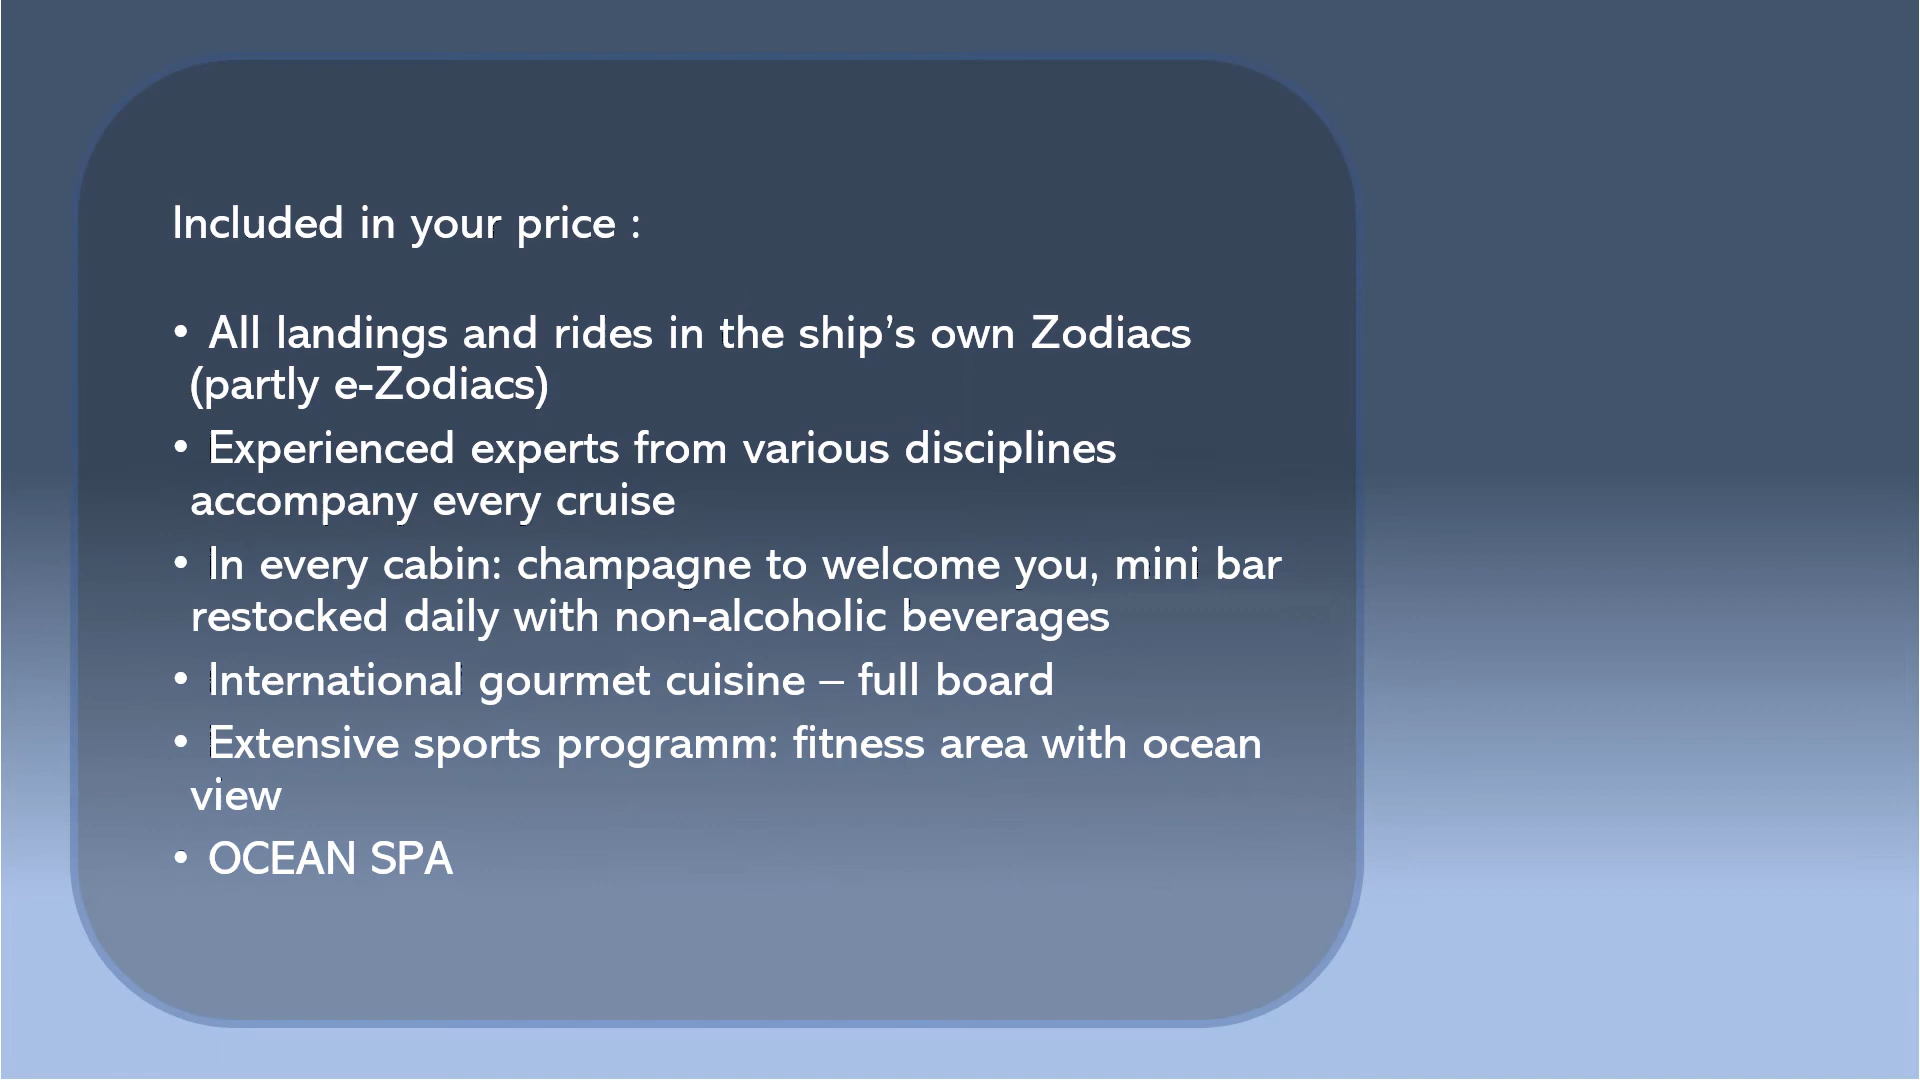 Included in your price :
• All landings and rides in the ship’s own Zodiacs
(partly e-Zodiacs)
• Experienced experts from various disciplines
accompany every cruise
• In every cabin: champagne to welcome you, mini bar
restocked daily with non-alcoholic beverages
• International gourmet cuisine – full board
• Extensive sports programm: fitness area with ocean
view
• OCEAN SPA